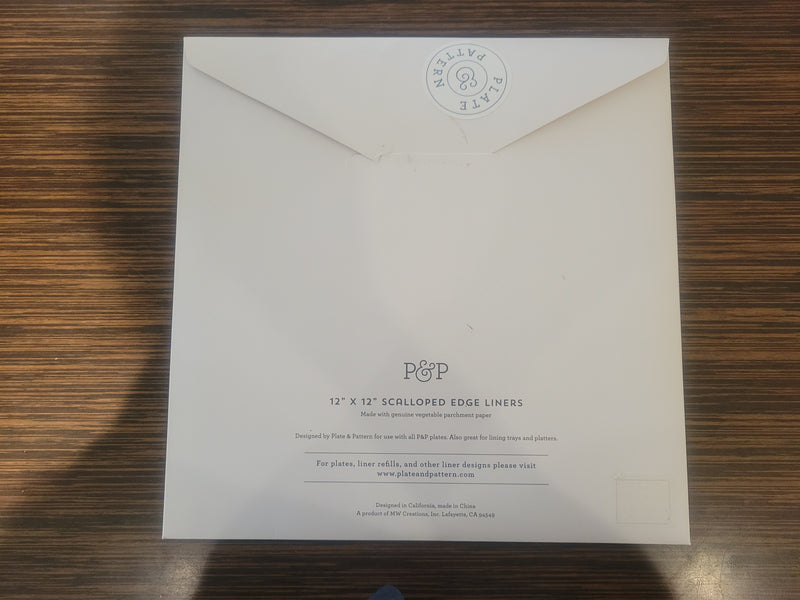 PLATE
PATTERN
P&P
12" X 12" SCALLOPED EDGE LINERS
Made with genuine vegetable parchment paper
Designed by Plate & Pattern for use with all P&P plates. Also great for lining trays and platters.
For plates, liner refills, and other liner designs please visit
www.plateandpattern.com
Designed in California, made in China
A product of MW Creations, Inc. Lafayette, CA 94549